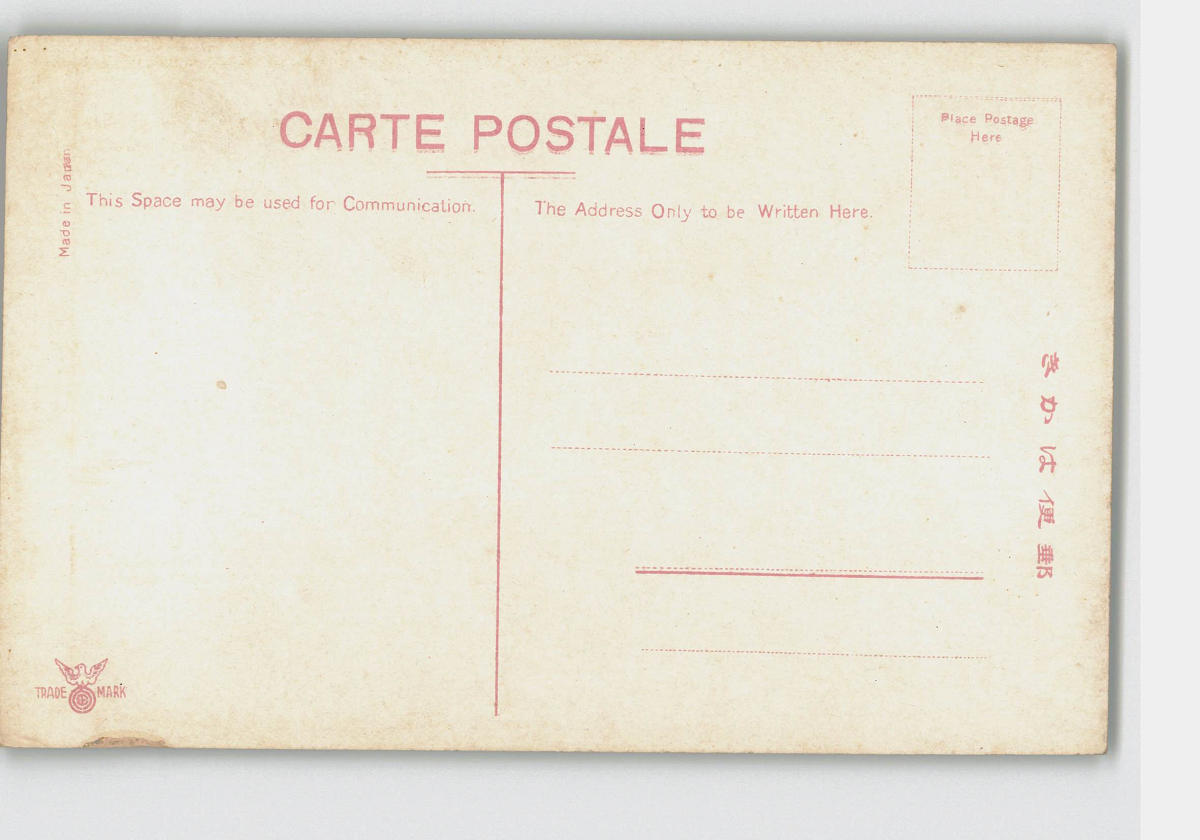 CARTE POSTALE
Place Postage
Here
Made in Japan
This Space may be used for Communication.
The Address Only to be Written Here.
郵便はかき
TRADE MARK